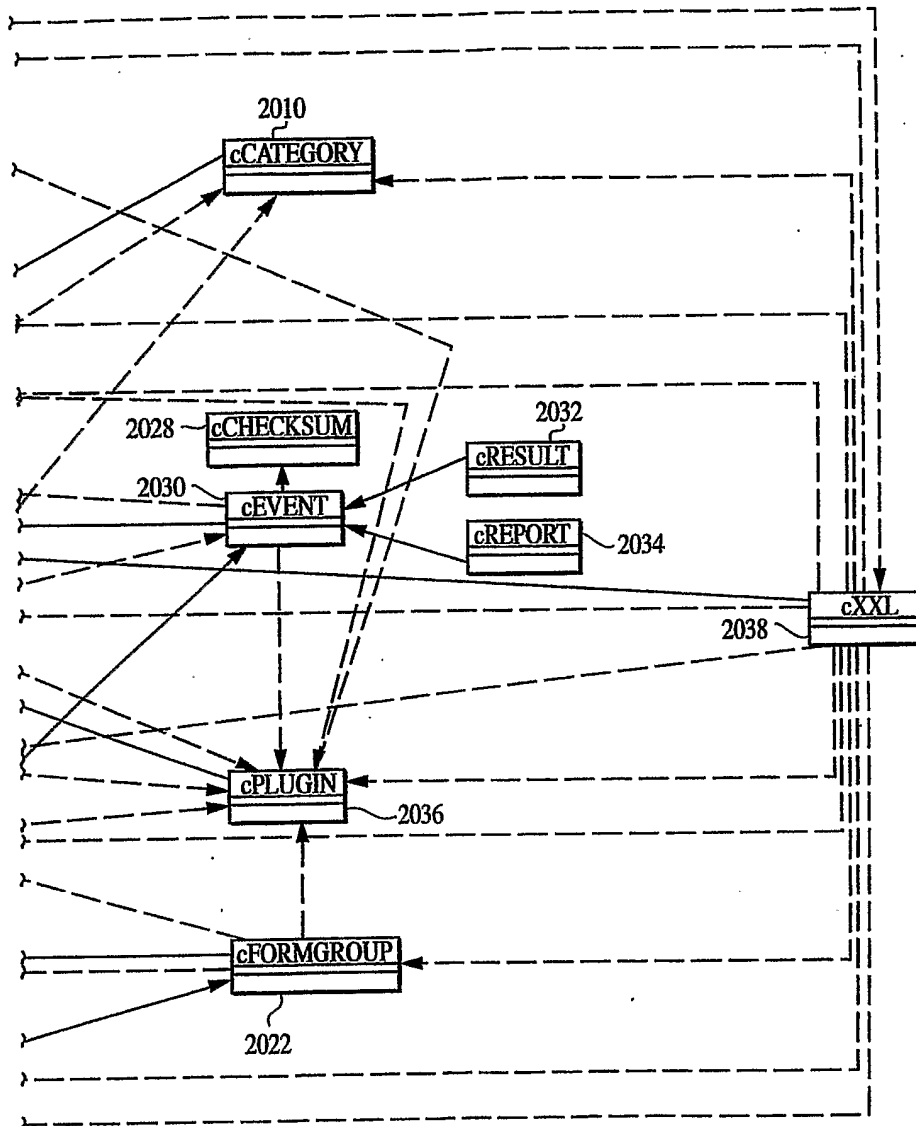 2010
cCATEGORY
2028
cCHECKSUM
2032
cRESULT
2030
cEVENT
cREPORT
2034
cXXL
2038
cPLUGIN
2036
cFORMGROUP
2022